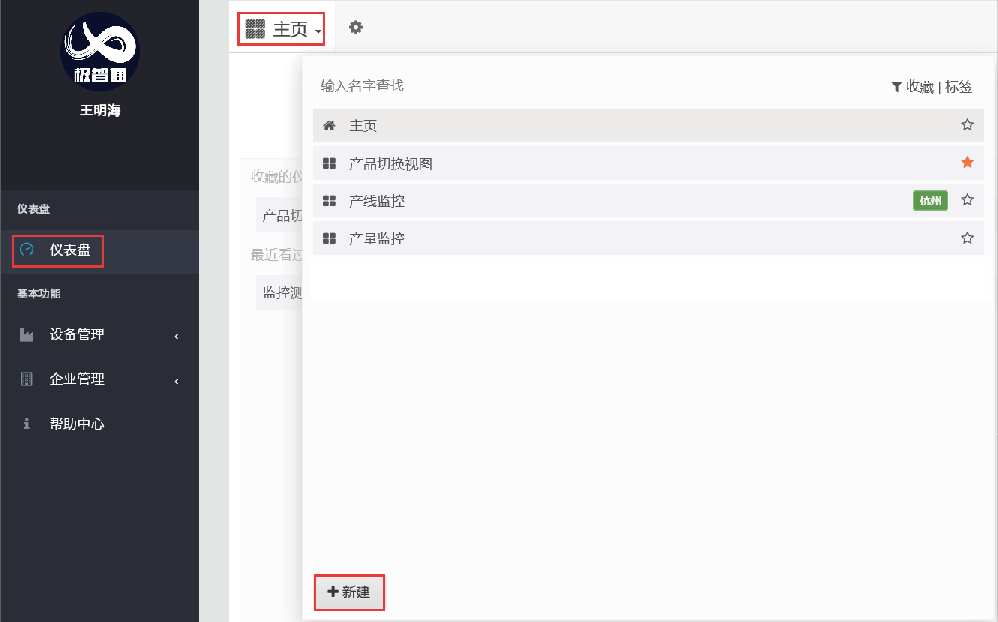 极智通
王明海
仪表盘
仪表盘
基本功能
设备管理
企业管理
帮助中心
主页
输入名字查找
收藏 | 标签
主页
产品切换视图
产线监控
杭州
产量监控
收藏的仪
产品切
最近看过
监控测
新建